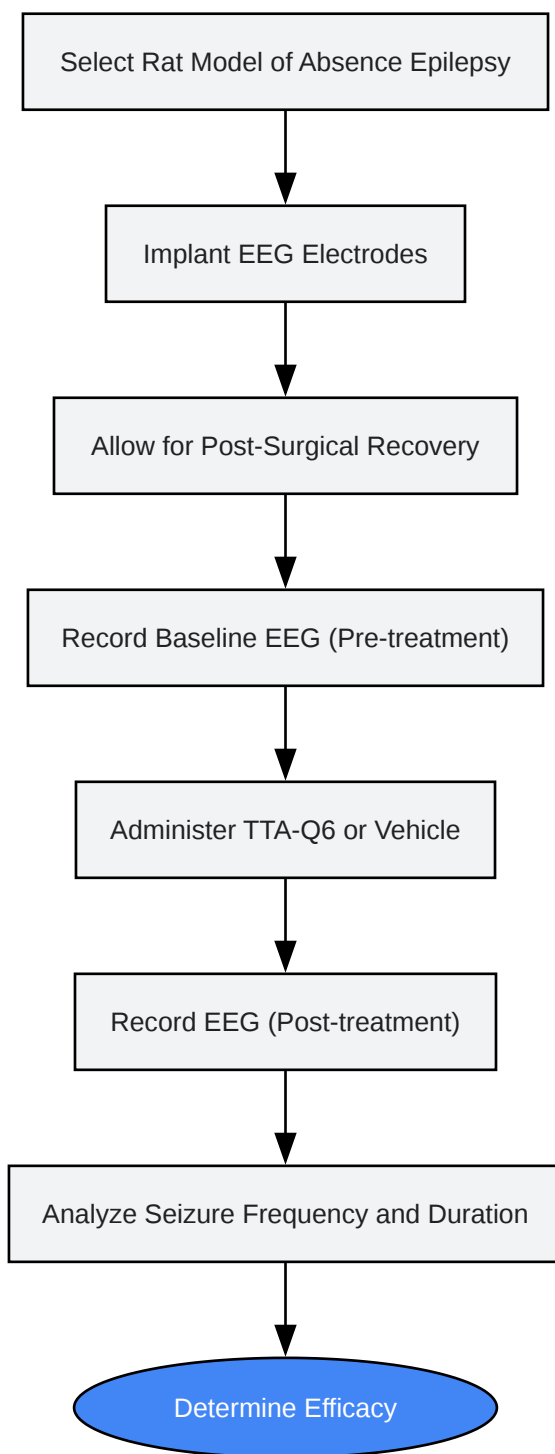 Select Rat Model of Absence Epilepsy
Implant EEG Electrodes
Allow for Post-Surgical Recovery
Record Baseline EEG (Pre-treatment)
Administer TTA-Q6 or Vehicle
Record EEG (Post-treatment)
Analyze Seizure Frequency and Duration
Determine Efficacy